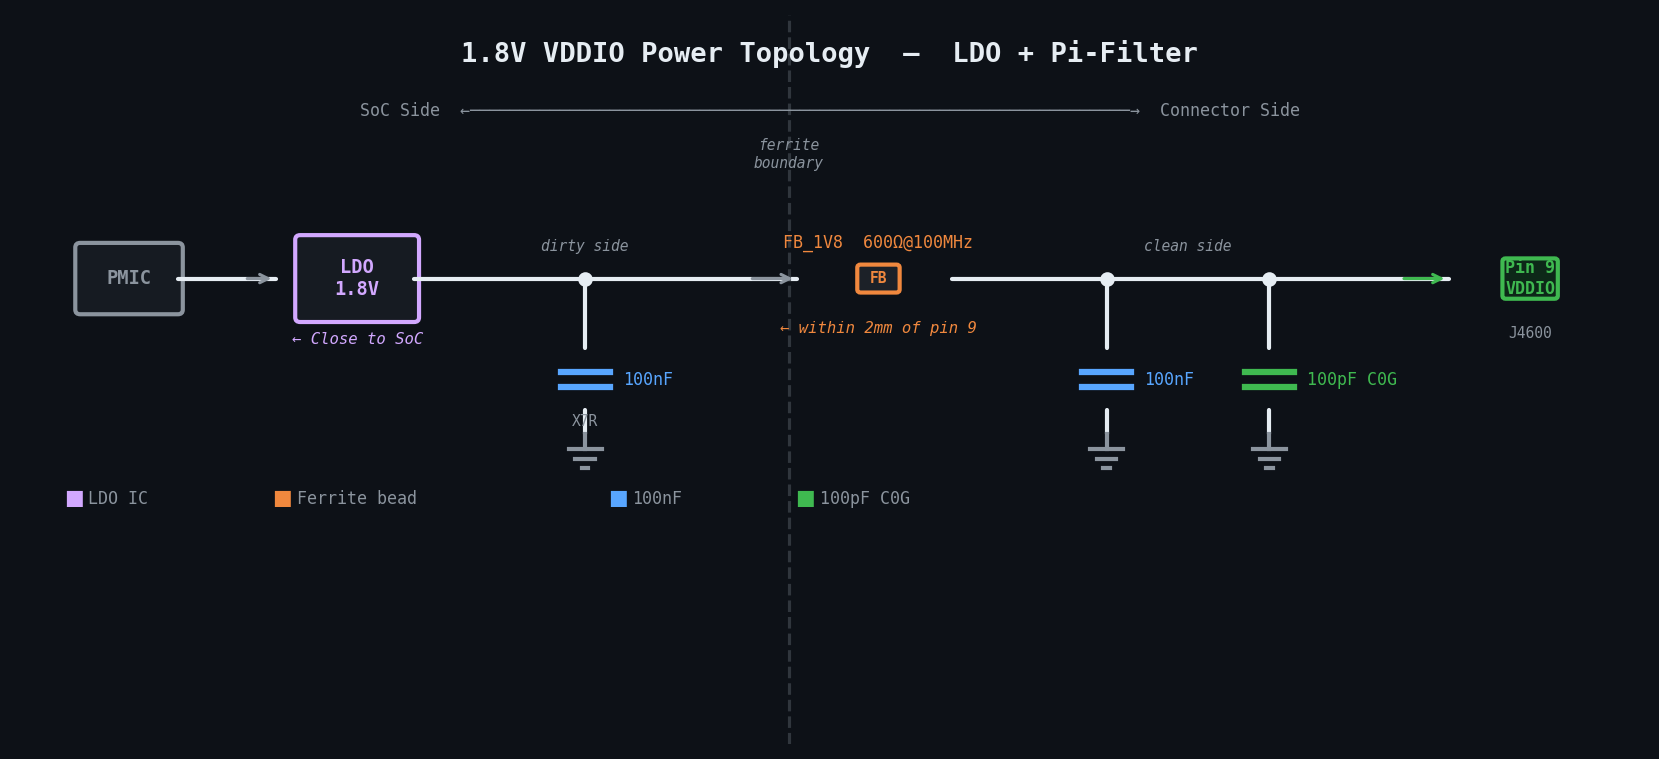 1.8V VDDIO Power Topology — LDO + Pi-Filter
SoC Side ←────────→ Connector Side
ferrite
boundary
FB_1V8 600Ω@100MHz
dirty side
clean side
PMIC
LDO
1.8V
FB
Pin 9
VDDIO
← Close to SoC
← within 2mm of pin 9
J4600
100nF
100nF
100pF C0G
X7R
LDO IC
Ferrite bead
100nF
100pF C0G